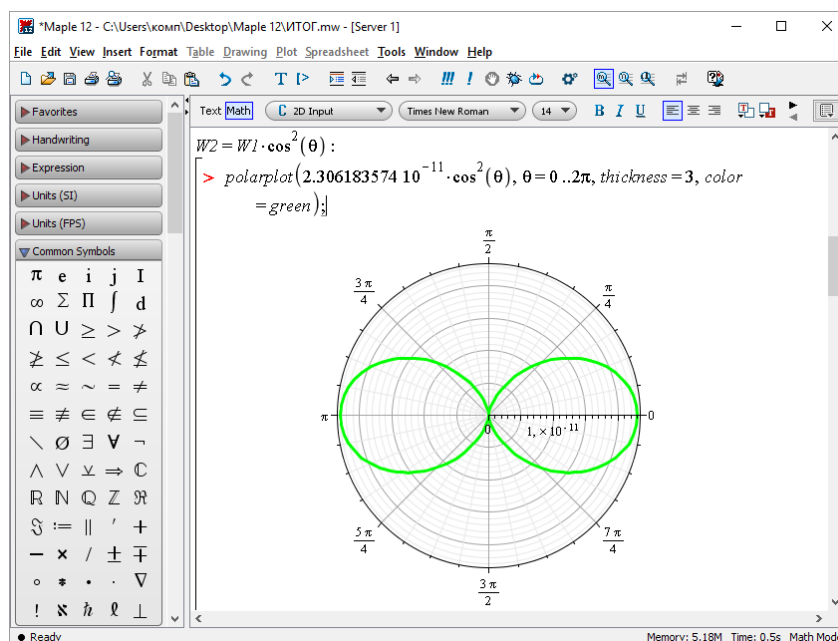 *Maple 12 - C:\Users\комп\Desktop\Maple 12\ИТОГ.mw - [Server 1]
File Edit View Insert Format Table Drawing Plot Spreadsheet Tools Window Help
Favorites
Handwriting
Expression
Units (SI)
Units (FPS)
Common Symbols
π e i j I
∞ Σ Π ∫ d
∩ ∪ ≥ > ≯
≱ ≤ < ≮ ≰
∝ ≈ ~ = ≠
≡ ≢ ∈ ∉ ⊆
\ Ø ∃ ∀ ¬
∧ ∨ ⊻ ⇒ ℂ
ℝ ℕ ℚ ℤ ℜ
ℑ := ∥ ′ +
− × / ± ∓
∘ * • · ∇
! ℵ ℏ ℓ ⊥
Text Math C 2D Input Times New Roman 14 B I U
W2 = W1·cos²(θ) :
> polarplot(2.306183574 10⁻¹¹·cos²(θ), θ = 0 ..2π, thickness = 3, color
= green);
π/2
3π/4 π/4
π 0 1, ×10⁻¹¹ 0
5π/4 7π/4
3π/2
Ready Memory: 5.18M Time: 0.5s Math Mod